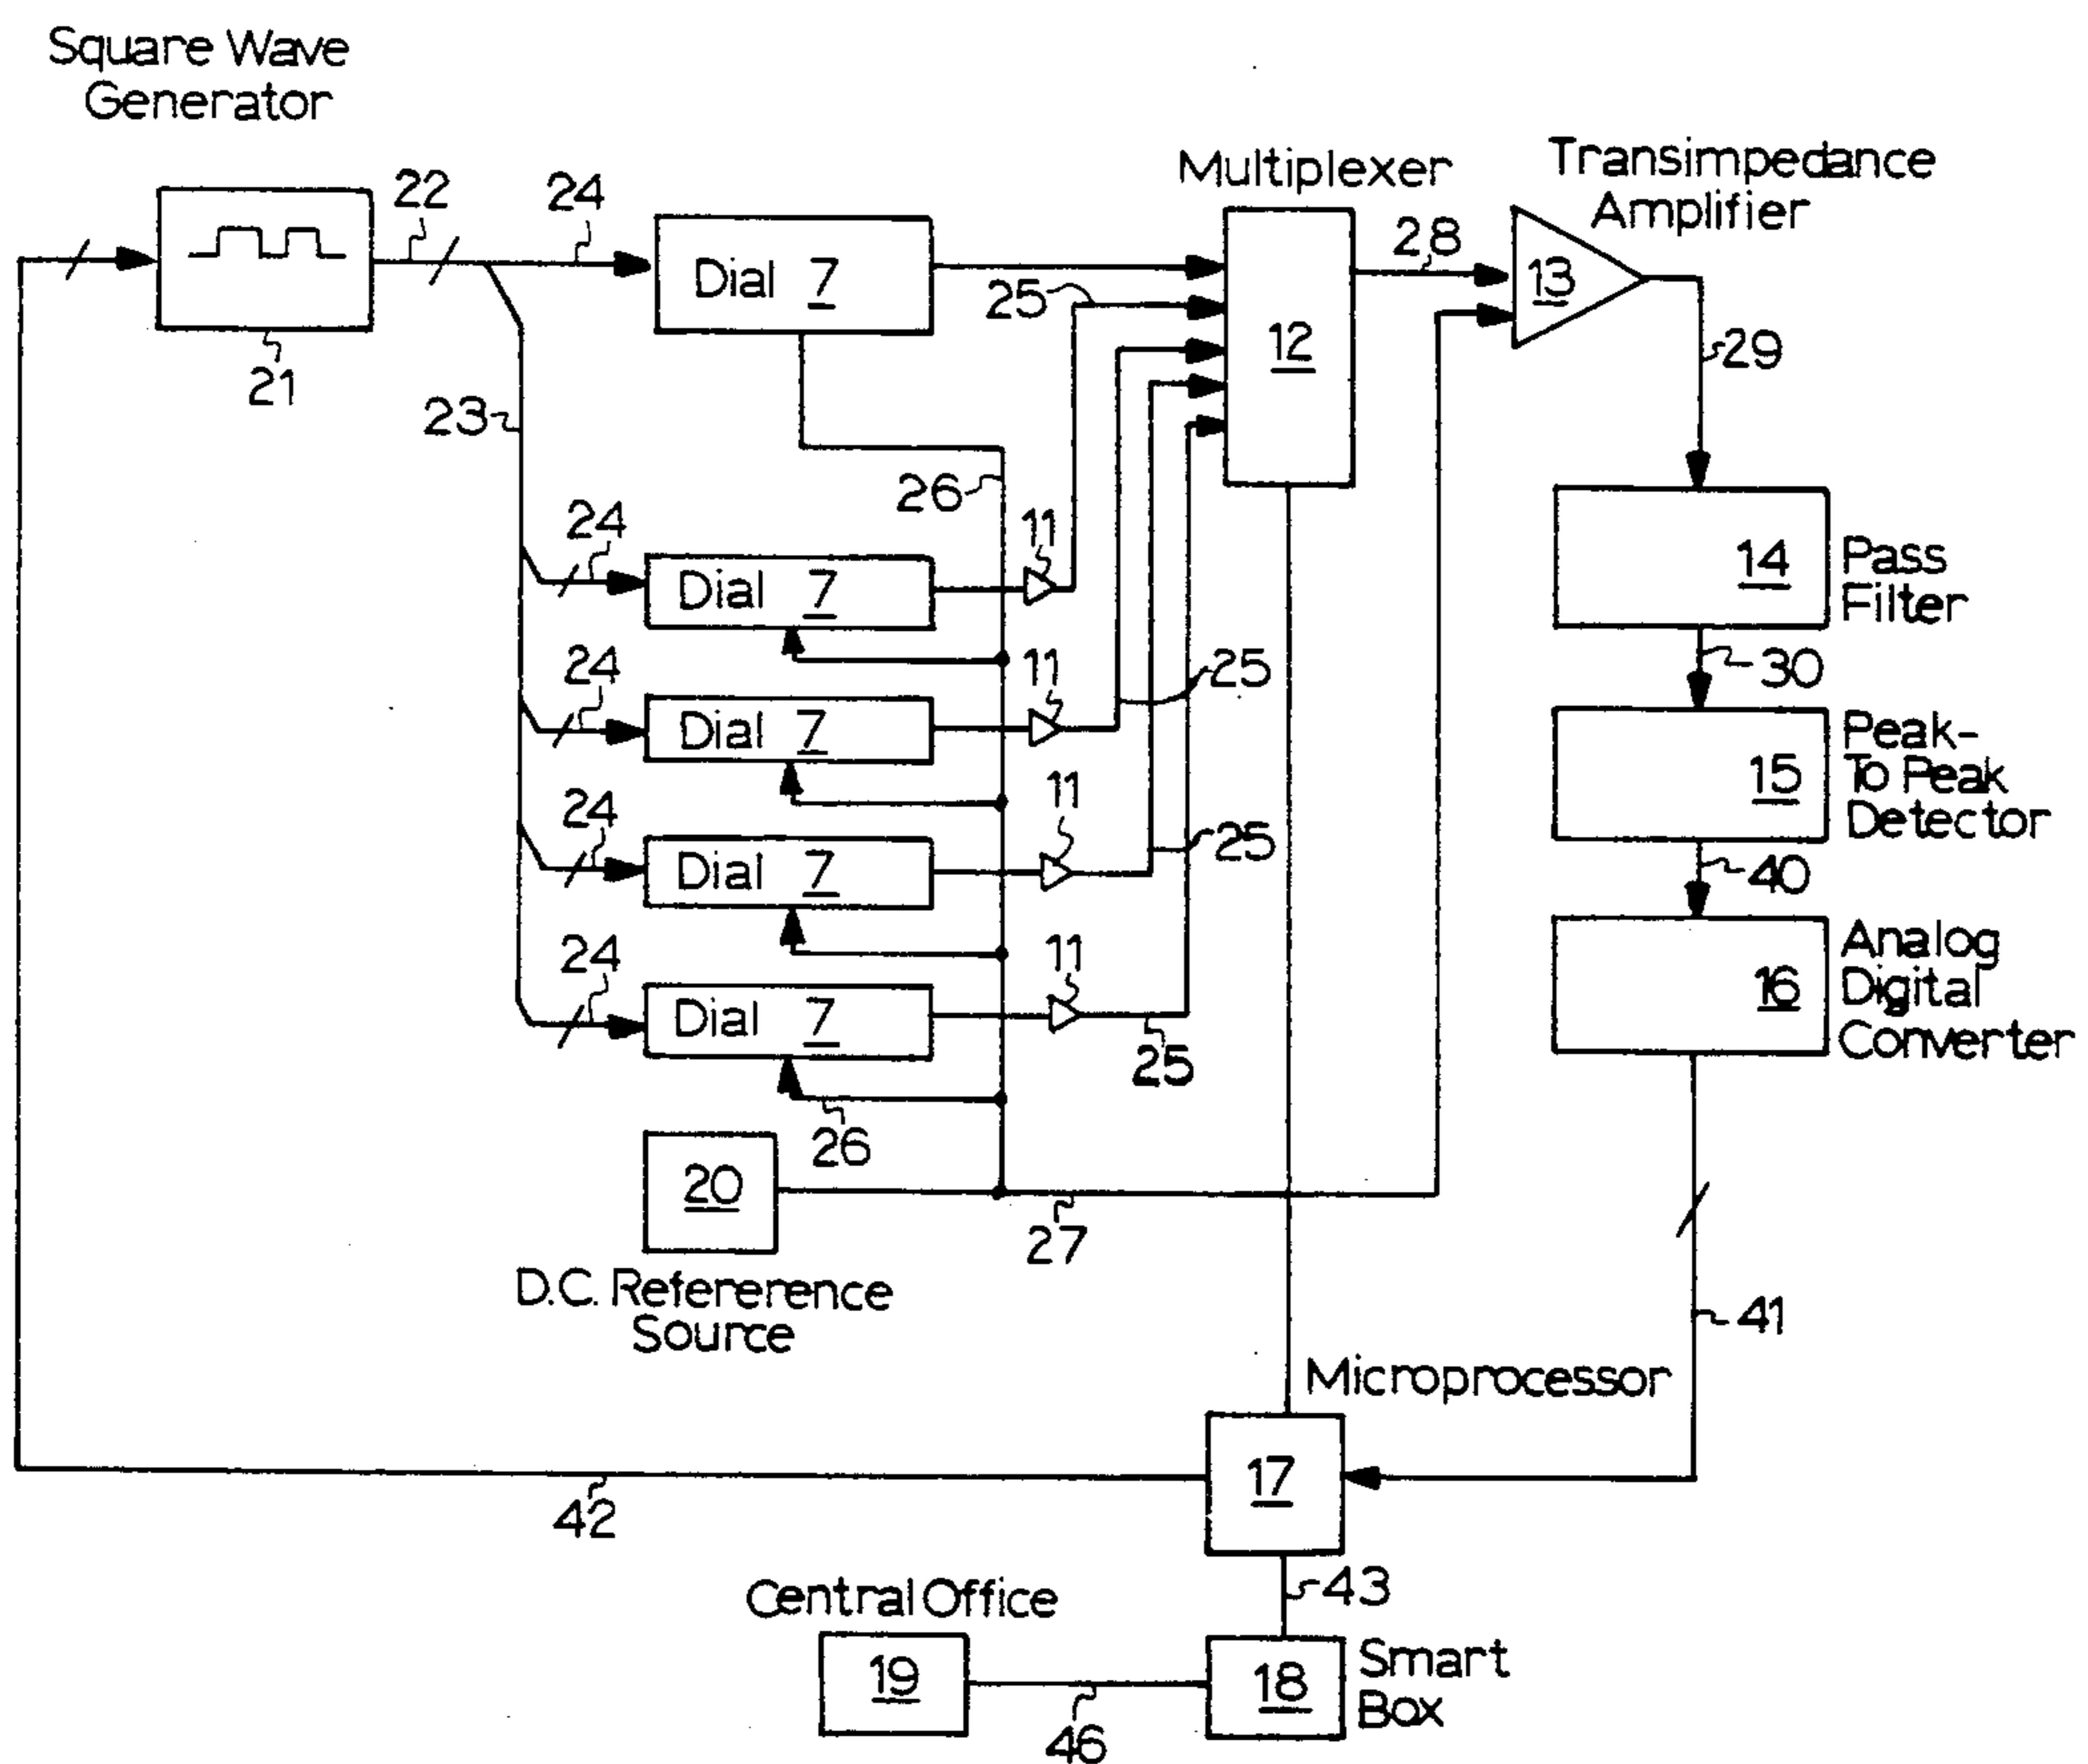 Square Wave
Generator
22
24
21
23
Dial 7
25
26
Multiplexer
12
28
Transimpedance
Amplifier
13
29
24
Dial 7
11
14
Pass
Filter
30
24
Dial 7
11
25
15
Peak-
To Peak
Detector
40
24
Dial 7
11
25
16
Analog
Digital
Converter
24
Dial 7
11
25
26
20
D.C. Refererence
Source
27
41
Microprocessor
17
42
43
Central Office
19
46
18
Smart
Box